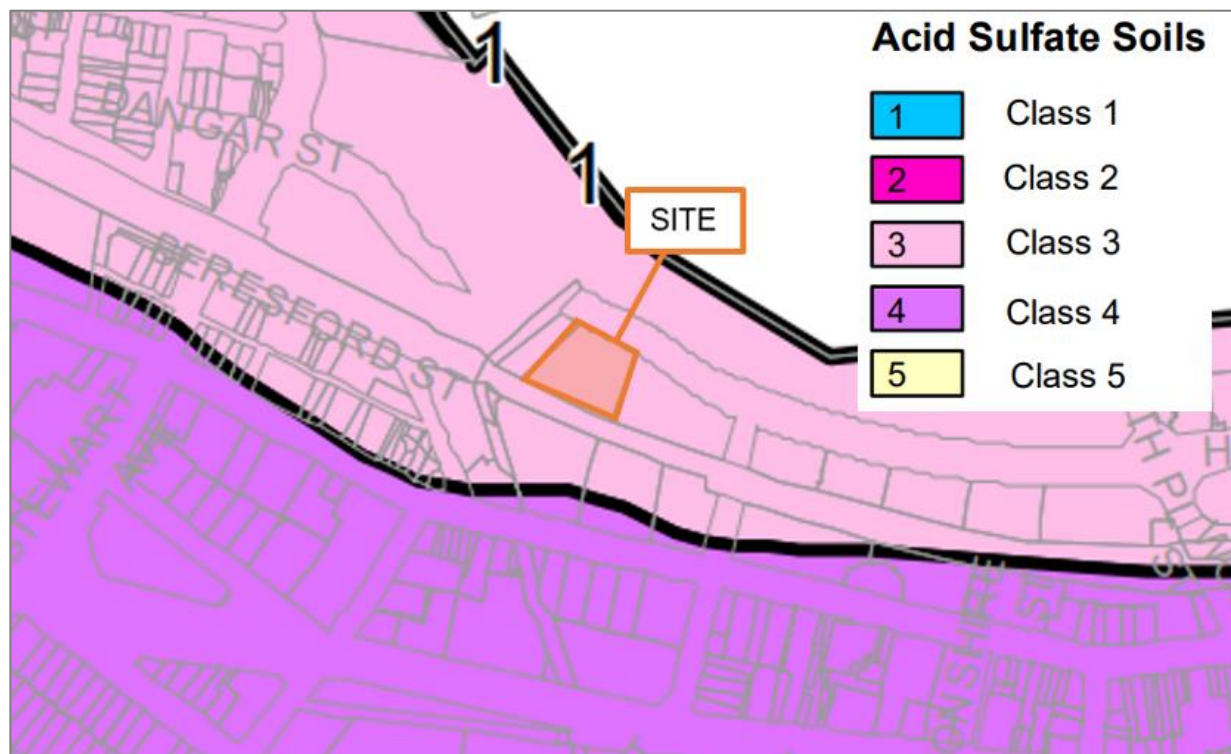 Acid Sulfate Soils
1 Class 1
2 Class 2
3 Class 3
4 Class 4
5 Class 5
1
1
DANGAR ST
SITE
BERESFORD ST
STEWART
AVE